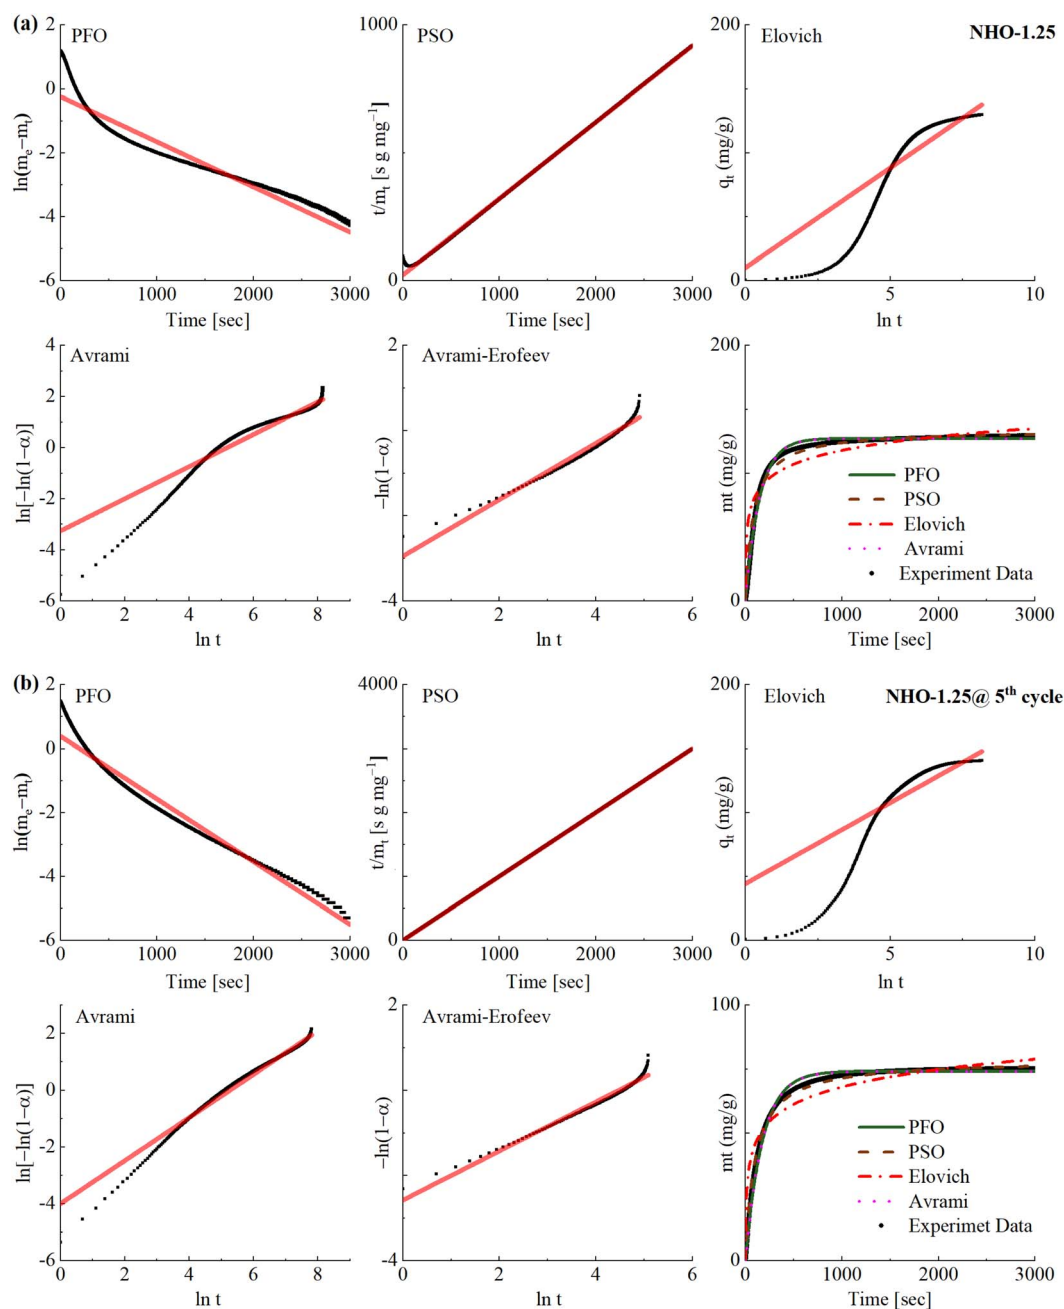 (a)
PFO
ln(mₑ−mₜ)
2
0
-2
-4
-6
0 1000 2000 3000
Time [sec]
PSO
t/mₜ [s g mg⁻¹]
1000
0
0 1000 2000 3000
Time [sec]
Elovich
NHO-1.25
qₜ (mg/g)
200
0
0 5 10
ln t
Avrami
ln[−ln(1−α)]
4
2
0
-2
-4
-6
0 2 4 6 8
ln t
Avrami-Erofeev
−ln(1−α)
2
-4
0 2 4 6
ln t
mt (mg/g)
200
0
PFO
PSO
Elovich
Avrami
Experiment Data
0 1000 2000 3000
Time [sec]
(b)
PFO
ln(mₑ−mₜ)
2
0
-2
-4
-6
0 1000 2000 3000
Time [sec]
PSO
t/mₜ [s g mg⁻¹]
4000
0
0 1000 2000 3000
Time [sec]
Elovich
NHO-1.25@ 5ᵗʰ cycle
qₜ (mg/g)
200
0
0 5 10
ln t
Avrami
ln[−ln(1−α)]
2
0
-2
-4
-6
0 2 4 6 8
ln t
Avrami-Erofeev
−ln(1−α)
2
-4
0 2 4 6
ln t
mt (mg/g)
100
0
PFO
PSO
Elovich
Avrami
Experimet Data
0 1000 2000 3000
Time [sec]